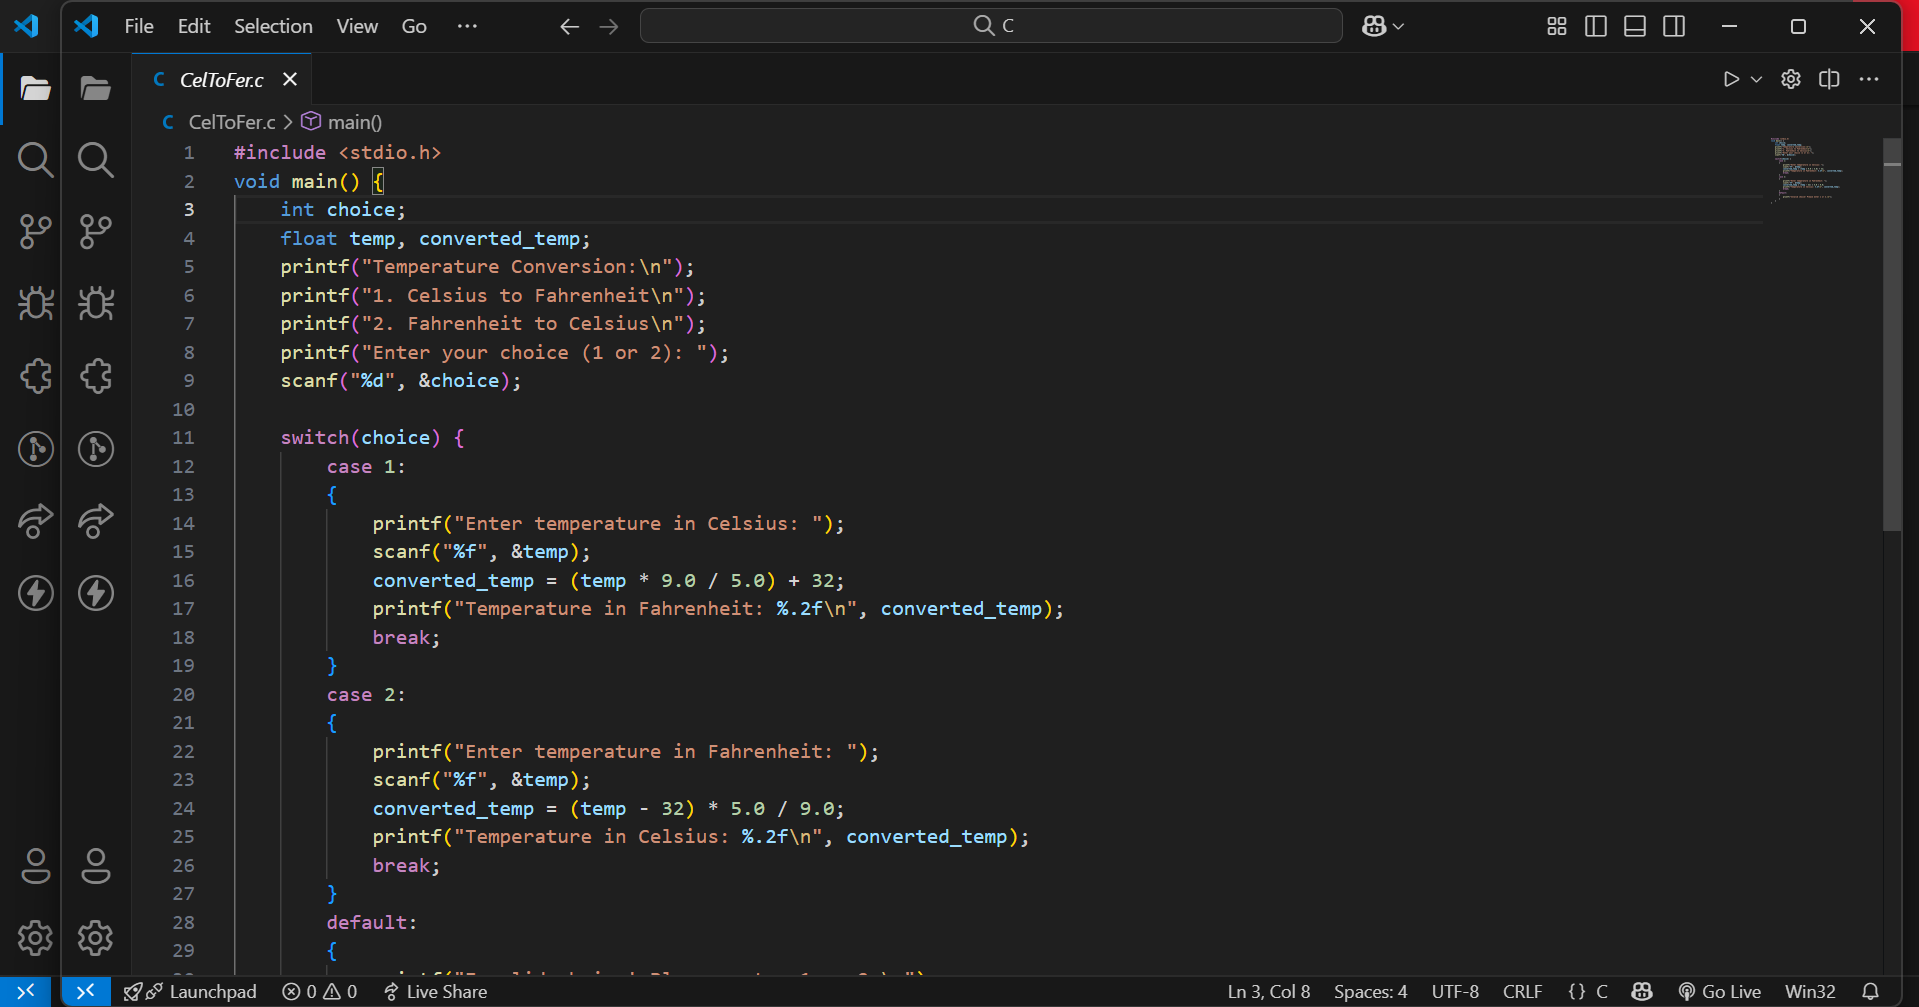 File Edit Selection View Go ··· C
CelToFer.c
CelToFer.c > main()
1 #include <stdio.h>
2 void main() {
3     int choice;
4     float temp, converted_temp;
5     printf("Temperature Conversion:\n");
6     printf("1. Celsius to Fahrenheit\n");
7     printf("2. Fahrenheit to Celsius\n");
8     printf("Enter your choice (1 or 2): ");
9     scanf("%d", &choice);
10
11     switch(choice) {
12         case 1:
13         {
14             printf("Enter temperature in Celsius: ");
15             scanf("%f", &temp);
16             converted_temp = (temp * 9.0 / 5.0) + 32;
17             printf("Temperature in Fahrenheit: %.2f\n", converted_temp);
18             break;
19         }
20         case 2:
21         {
22             printf("Enter temperature in Fahrenheit: ");
23             scanf("%f", &temp);
24             converted_temp = (temp - 32) * 5.0 / 9.0;
25             printf("Temperature in Celsius: %.2f\n", converted_temp);
26             break;
27         }
28         default:
29         {
Launchpad 0 0 Live Share Ln 3, Col 8 Spaces: 4 UTF-8 CRLF {} C Go Live Win32